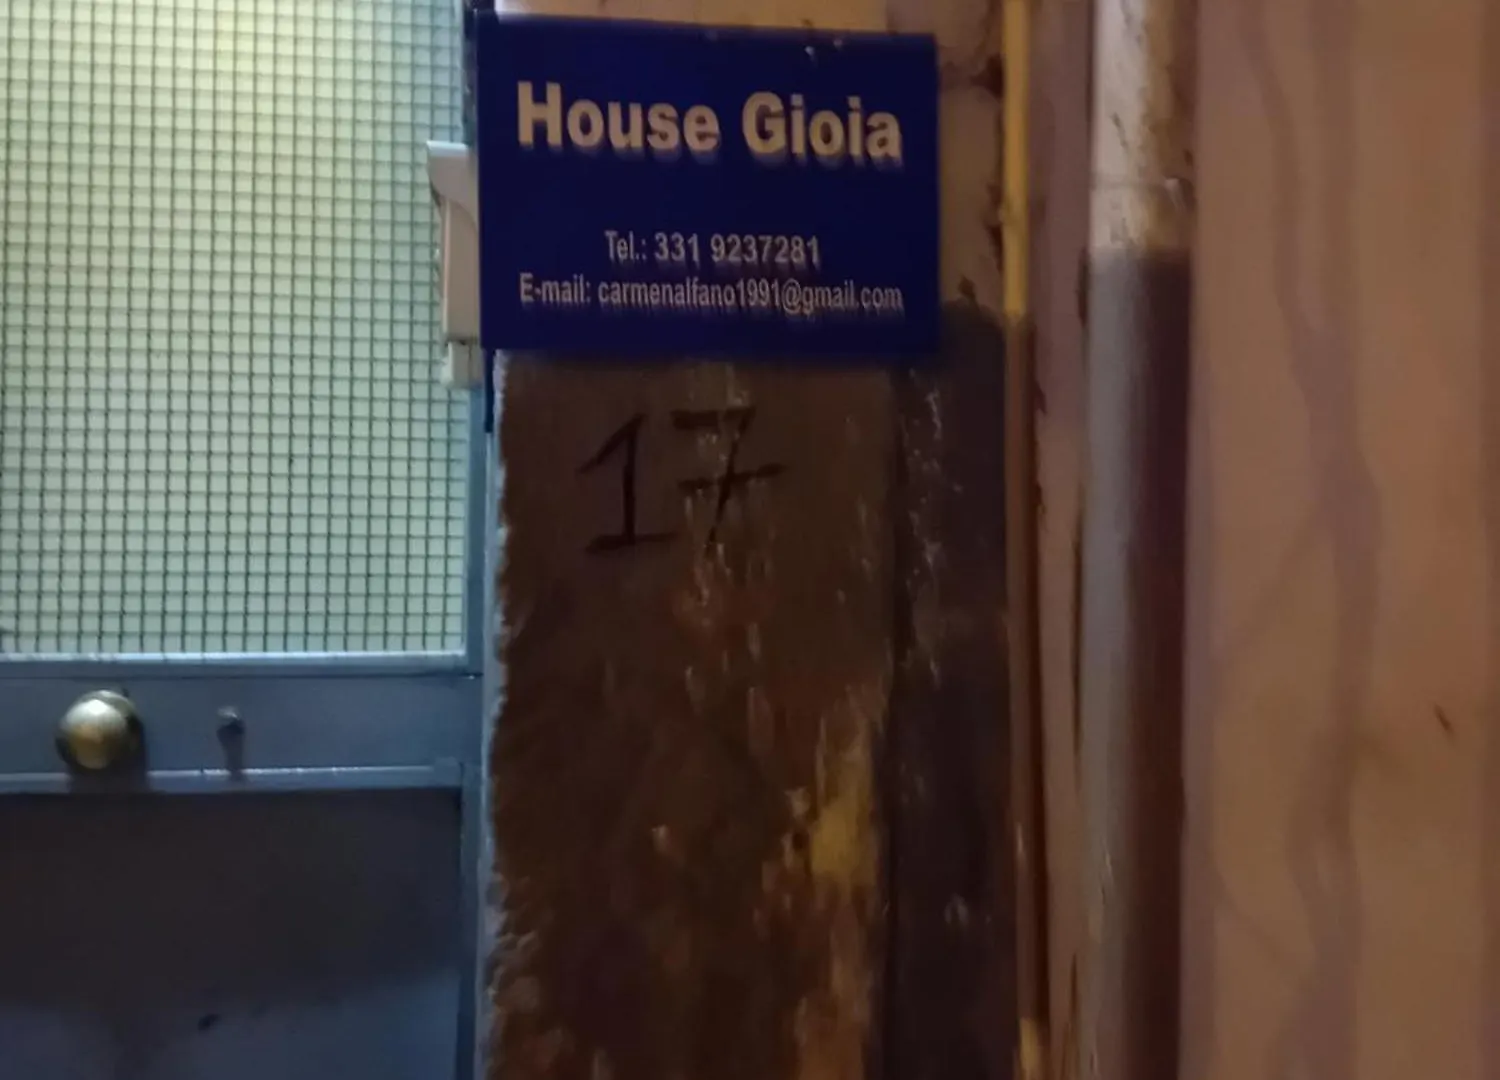 House Gioia
Tel.: 331 9237281
E-mail: carmenalfano1991@gmail.com
17